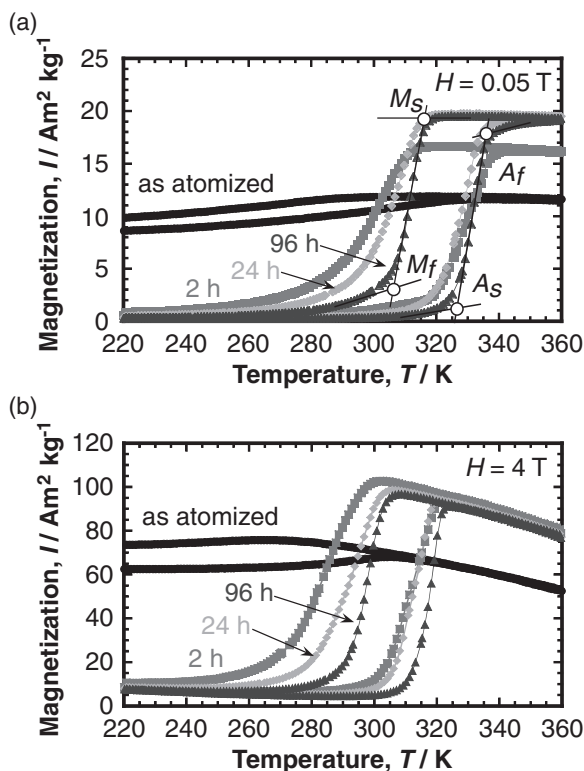 (a)
25
20
15
10
5
0
Magnetization, I / Am² kg⁻¹
H = 0.05 T
Ms
Af
as atomized
96 h
24 h
2 h
Mf
As
220 240 260 280 300 320 340 360
Temperature, T / K
(b)
120
100
80
60
40
20
0
Magnetization, I / Am² kg⁻¹
H = 4 T
as atomized
96 h
24 h
2 h
220 240 260 280 300 320 340 360
Temperature, T / K